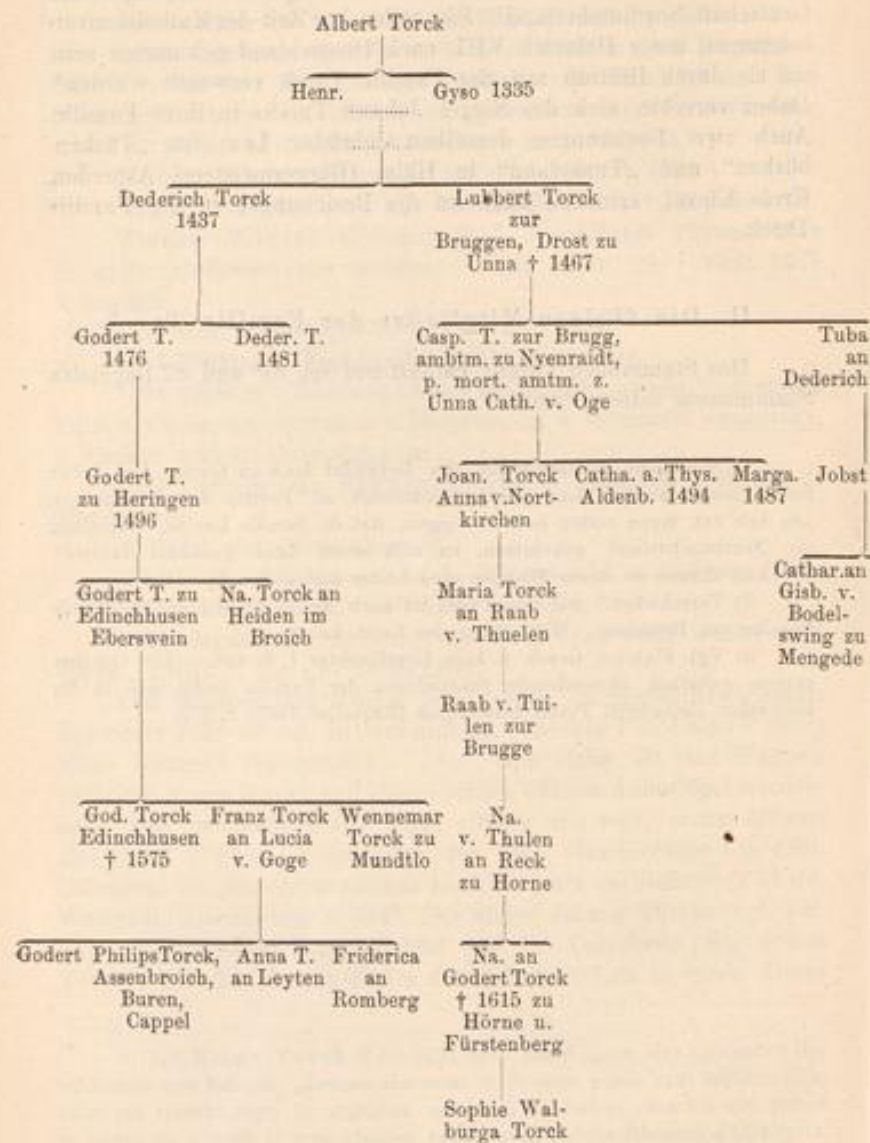 Albert Torck
Henr. Gyso 1335
Dederich Torck
1437
Lubbert Torck
zur
Bruggen, Drost zu
Unna † 1467
Godert T.
1476
Deder. T.
1481
Casp. T. zur Brugg,
ambtm. zu Nyenraidt,
p. mort. amtm. z.
Unna Cath. v. Oge
Tuba
an
Dederich
Godert T.
zu Heringen
1496
Joan. Torck
Anna v. Nort-
kirchen
Catha. a. Thys.
Aldenb. 1494
Marga.
1487
Jobst
Godert T. zu
Edinchhusen
Eberswein
Na. Torck an
Heiden im
Broich
Maria Torck
an Raab
v. Thuelen
Cathar. an
Gisb. v.
Bodel-
swing zu
Mengede
Raab v. Tui-
len zur
Brugge
God. Torck
Edinchhusen
† 1575
Franz Torck
an Lucia
v. Goge
Wennemar
Torck zu
Mundtlo
Na.
v. Thulen
an Reck
zu Horne
Godert
Philips Torck,
Assenbroich,
Buren,
Cappel
Anna T.
an Leyten
Friderica
an
Romberg
Na. an
Godert Torck
† 1615 zu
Hörne u.
Fürstenberg
Sophie Wal-
burga Torck